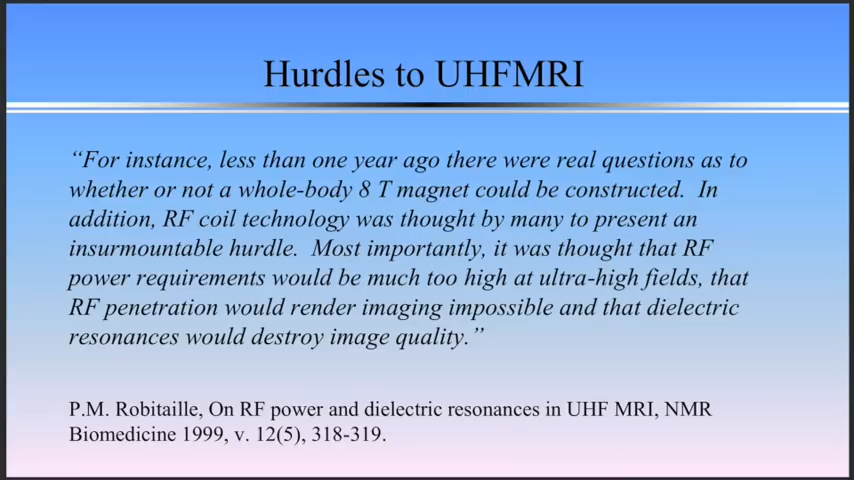 Hurdles to UHFMRI
“For instance, less than one year ago there were real questions as to
whether or not a whole-body 8 T magnet could be constructed.  In
addition, RF coil technology was thought by many to present an
insurmountable hurdle.  Most importantly, it was thought that RF
power requirements would be much too high at ultra-high fields, that
RF penetration would render imaging impossible and that dielectric
resonances would destroy image quality.”
P.M. Robitaille, On RF power and dielectric resonances in UHF MRI, NMR
Biomedicine 1999, v. 12(5), 318-319.